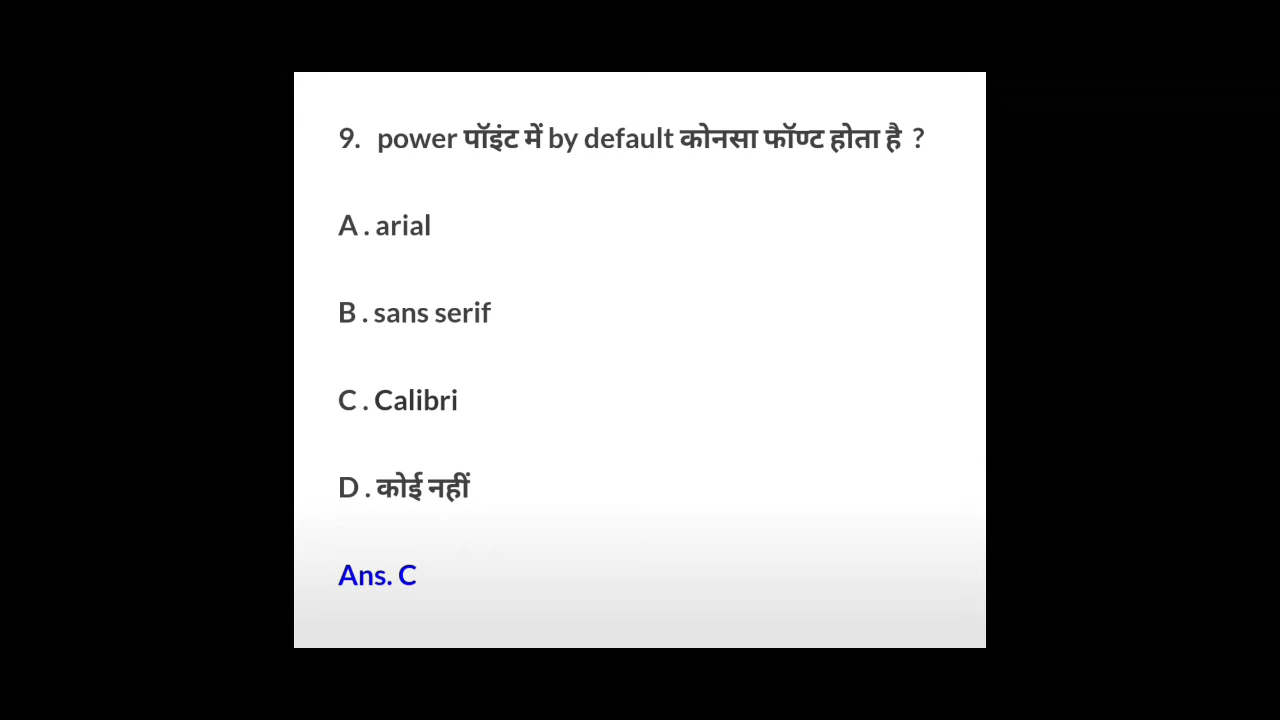 9. power पॉइंट में by default कोनसा फॉण्ट होता है ?
A . arial
B . sans serif
C . Calibri
D . कोई नहीं
Ans. C